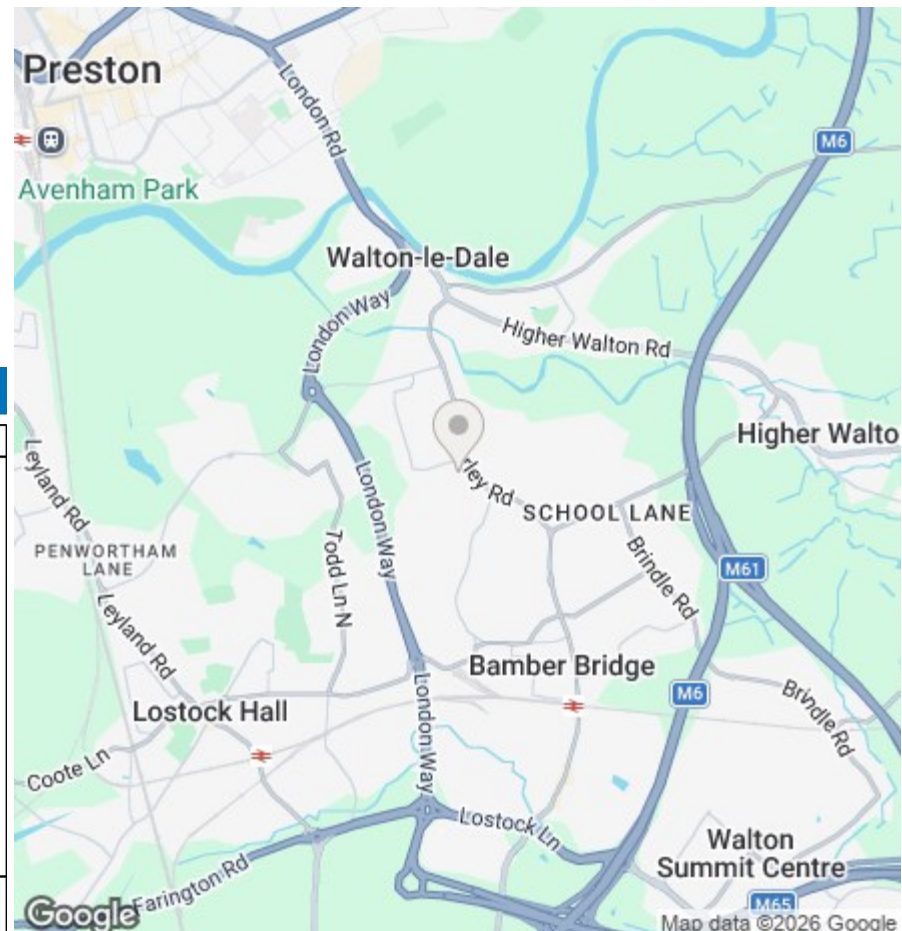 Preston
London Rd
M6
Avenham Park
Walton-le-Dale
London Way
Higher Walton Rd
Higher Walto
Leyland Rd
London Way
rley Rd
SCHOOL LANE
PENWORTHAM
LANE
Todd Ln N
Brindle Rd
M61
Leyland Rd
Bamber Bridge
M6
Brindle Rd
Lostock Hall
London Way
Coote Ln
Lostock Ln
Walton
Summit Centre
Farington Rd
M65
Google
Map data ©2026 Google